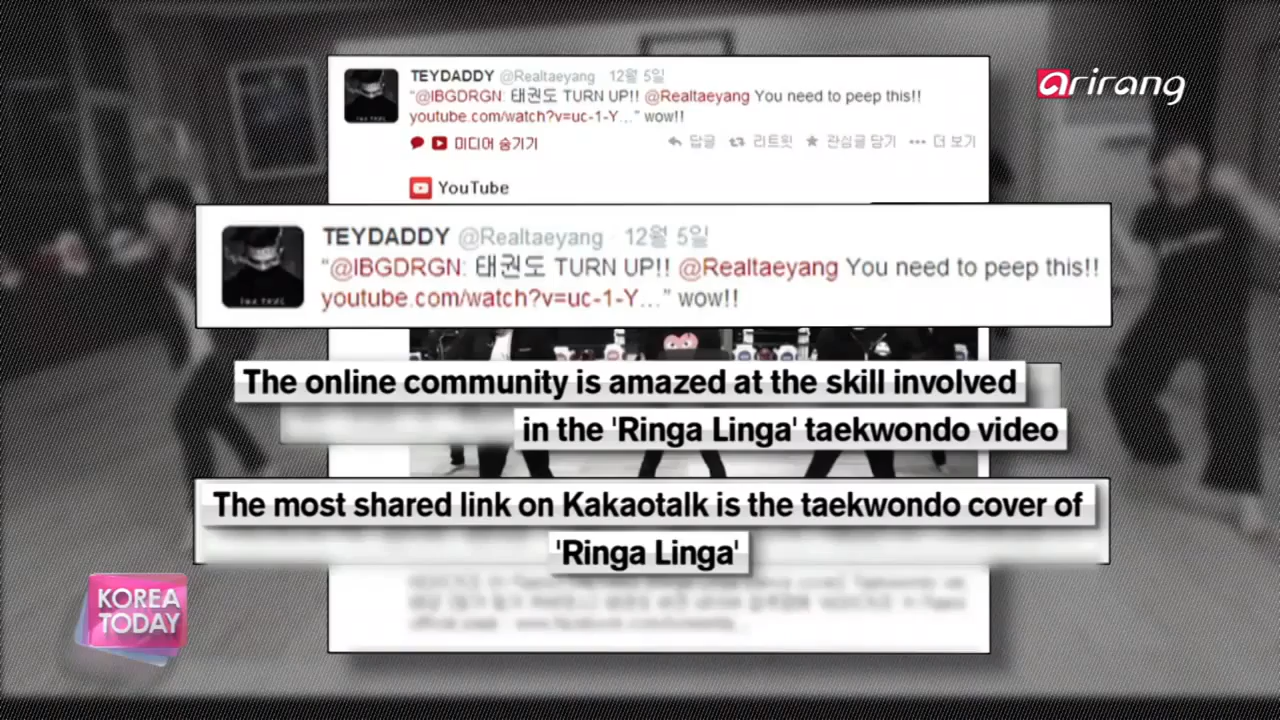 arirang
TEYDADDY @Realtaeyang 12월 5일
"@IBGDRGN: 태권도 TURN UP!! @Realtaeyang You need to peep this!!
youtube.com/watch?v=uc-1-Y..." wow!!
미디어 숨기기 답글 리트윗 관심글 담기 더 보기
YouTube
TEYDADDY @Realtaeyang 12월 5일
"@IBGDRGN: 태권도 TURN UP!! @Realtaeyang You need to peep this!!
youtube.com/watch?v=uc-1-Y..." wow!!
The online community is amazed at the skill involved
in the 'Ringa Linga' taekwondo video
The most shared link on Kakaotalk is the taekwondo cover of
'Ringa Linga'
KOREA
TODAY